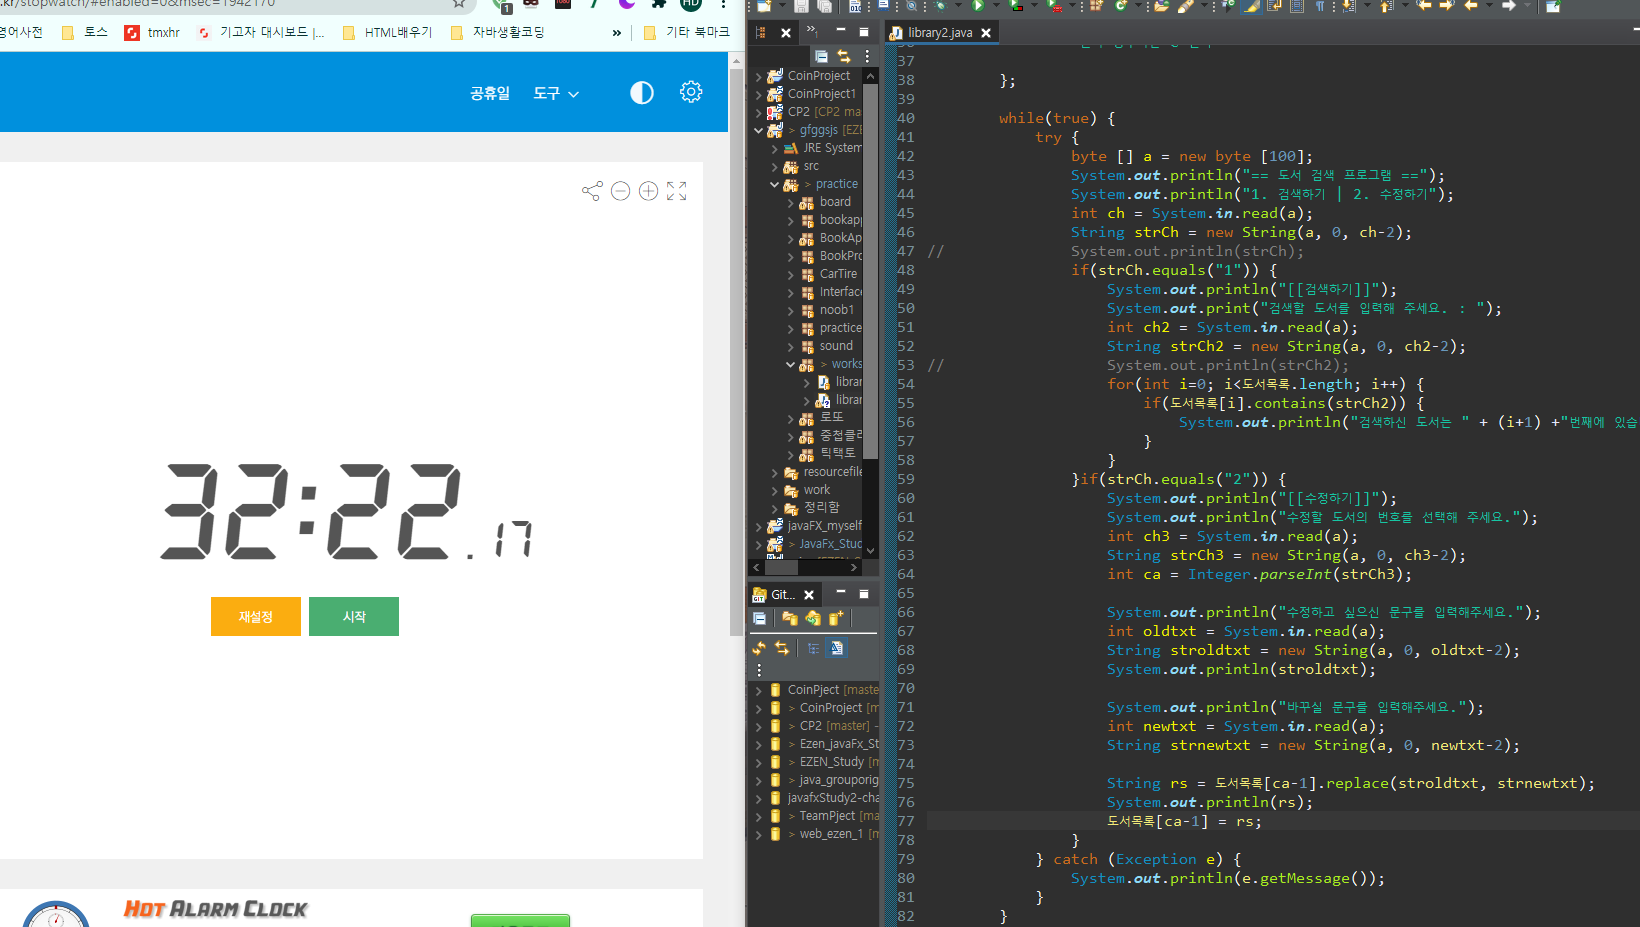 .kr/stopwatch/#enabled=0&msec=1942170
영어사전
토스
tmxhr
기고자 대시보드 |...
HTML배우기
자바생활코딩
»
기타 북마크
공휴일
도구
32:22.17
재설정
시작
HOT ALARM CLOCK
CoinProject
CoinProject1
CP2 [CP2 ma
> gfggsjs [EZE
JRE System
src
> practice
board
bookap
BookAp
BookPro
CarTire
Interface
noob1
practice
sound
> works
librar
librar
로또
중첩클
틱택토
resourcefile
work
정리함
javaFX_myself
> JavaFx_Stud
Git...
CoinPject [maste
> CoinProject [m
> CP2 [master] -
> Ezen_javaFx_St
> EZEN_Study [m
> java_grouporig
javafxStudy2-cha
> TeamPject [ma
> web_ezen_1 [m
library2.java
37
38 };
39
40 while(true) {
41 try {
42 byte [] a = new byte [100];
43 System.out.println("== 도서 검색 프로그램 ==");
44 System.out.println("1. 검색하기 | 2. 수정하기");
45 int ch = System.in.read(a);
46 String strCh = new String(a, 0, ch-2);
47 // System.out.println(strCh);
48 if(strCh.equals("1")) {
49 System.out.println("[[검색하기]]");
50 System.out.print("검색할 도서를 입력해 주세요. : ");
51 int ch2 = System.in.read(a);
52 String strCh2 = new String(a, 0, ch2-2);
53 // System.out.println(strCh2);
54 for(int i=0; i<도서목록.length; i++) {
55 if(도서목록[i].contains(strCh2)) {
56 System.out.println("검색하신 도서는 " + (i+1) +"번째에 있습
57 }
58 }
59 }if(strCh.equals("2")) {
60 System.out.println("[[수정하기]]");
61 System.out.println("수정할 도서의 번호를 선택해 주세요.");
62 int ch3 = System.in.read(a);
63 String strCh3 = new String(a, 0, ch3-2);
64 int ca = Integer.parseInt(strCh3);
65
66 System.out.println("수정하고 싶으신 문구를 입력해주세요.");
67 int oldtxt = System.in.read(a);
68 String stroldtxt = new String(a, 0, oldtxt-2);
69 System.out.println(stroldtxt);
70
71 System.out.println("바꾸실 문구를 입력해주세요.");
72 int newtxt = System.in.read(a);
73 String strnewtxt = new String(a, 0, newtxt-2);
74
75 String rs = 도서목록[ca-1].replace(stroldtxt, strnewtxt);
76 System.out.println(rs);
77 도서목록[ca-1] = rs;
78 }
79 } catch (Exception e) {
80 System.out.println(e.getMessage());
81 }
82 }